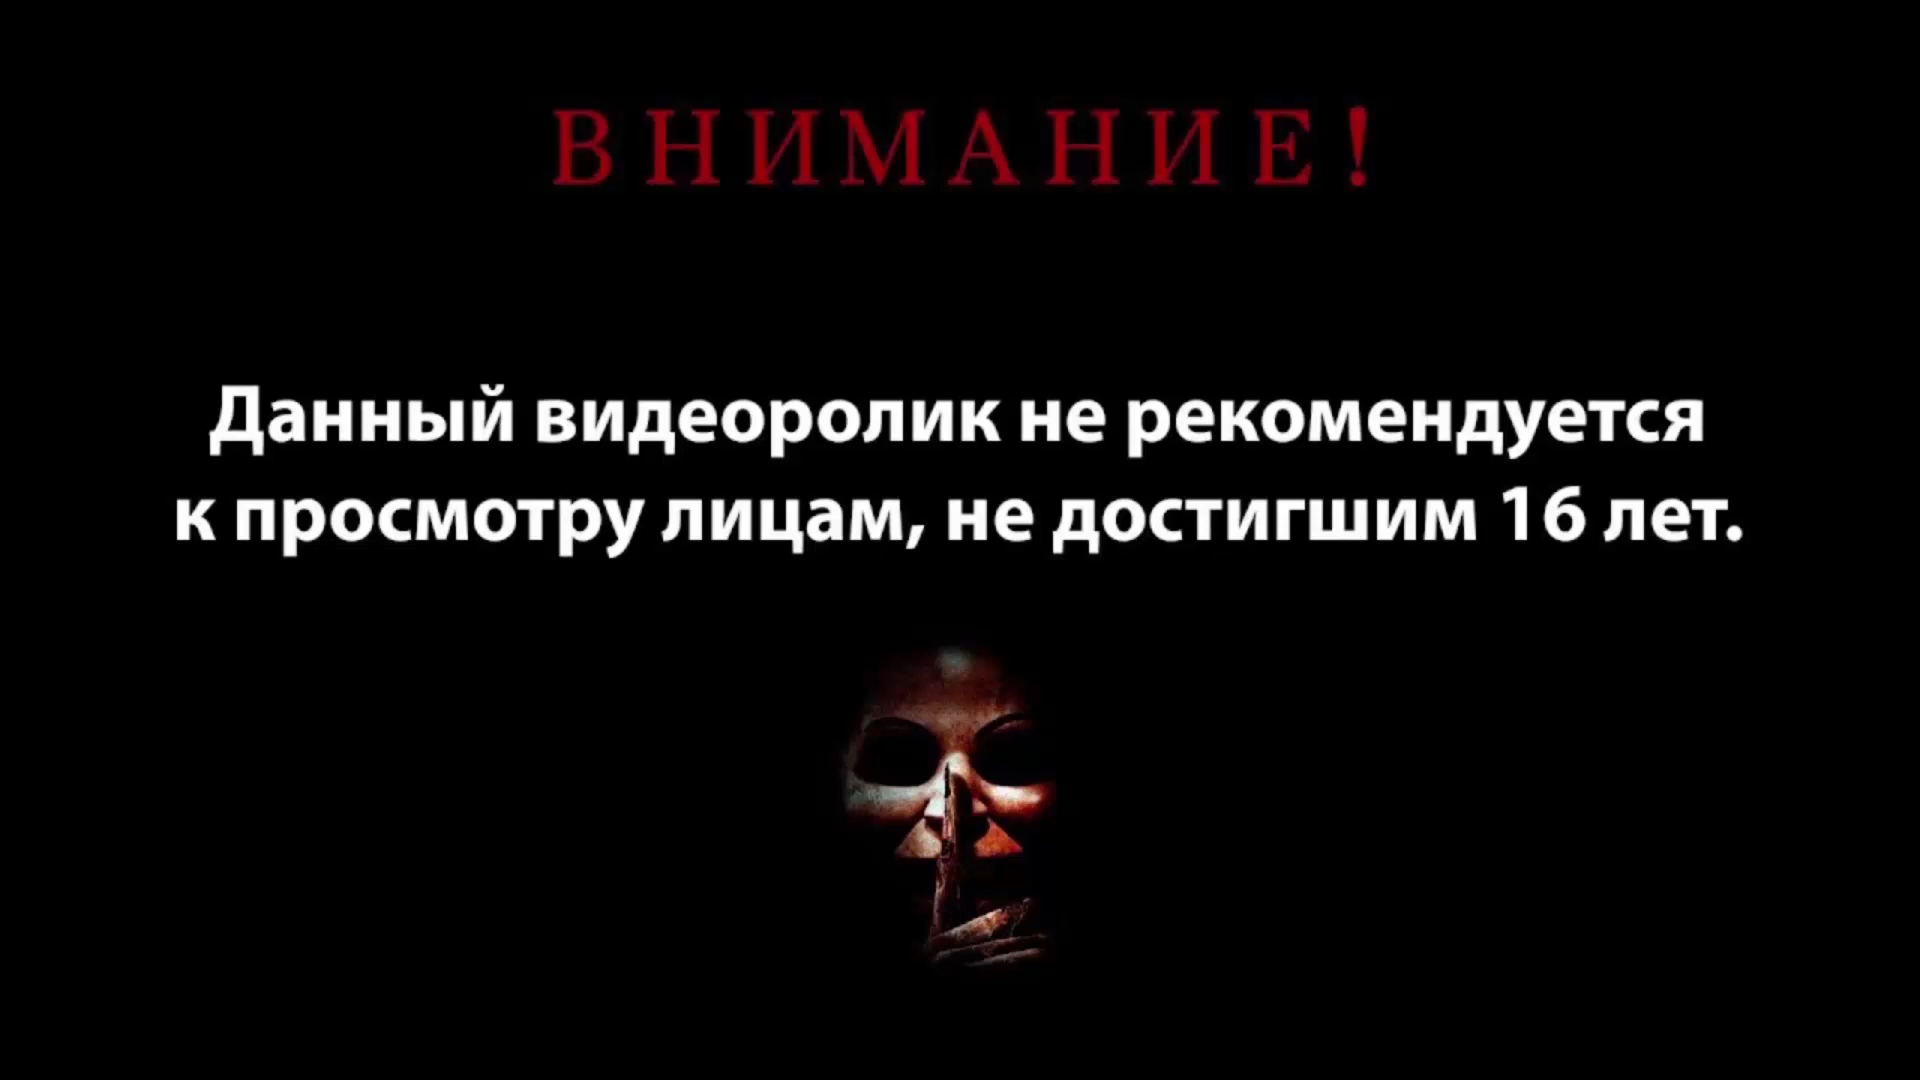 ВНИМАНИЕ!
Данный видеоролик не рекомендуется
к просмотру лицам, не достигшим 16 лет.